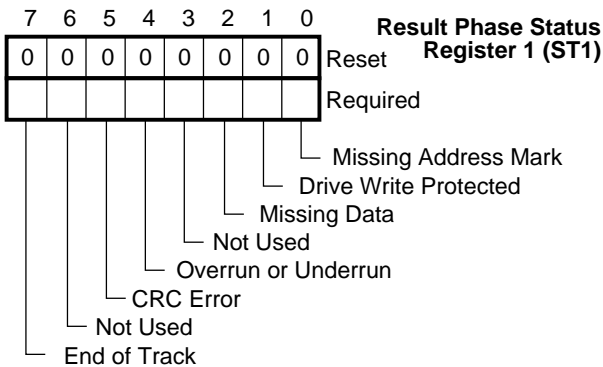 7 6 5 4 3 2 1 0
Result Phase Status
Register 1 (ST1)
0 0 0 0 0 0 0 0 Reset
Required
Missing Address Mark
Drive Write Protected
Missing Data
Not Used
Overrun or Underrun
CRC Error
Not Used
End of Track